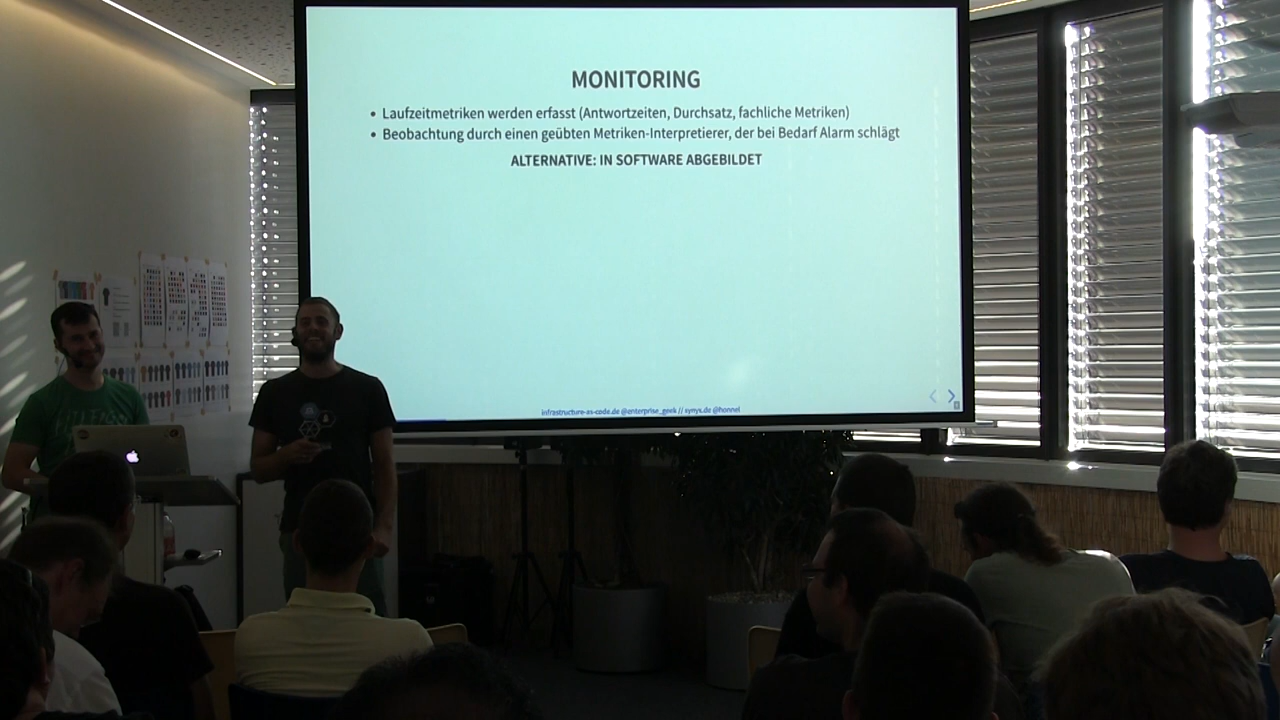 MONITORING
• Laufzeitmetriken werden erfasst (Antwortzeiten, Durchsatz, fachliche Metriken)
• Beobachtung durch einen geübten Metriken-Interpretierer, der bei Bedarf Alarm schlägt
ALTERNATIVE: IN SOFTWARE ABGEBILDET
infrastructure-as-code.de @enterprise_geek // synyx.de @honnel